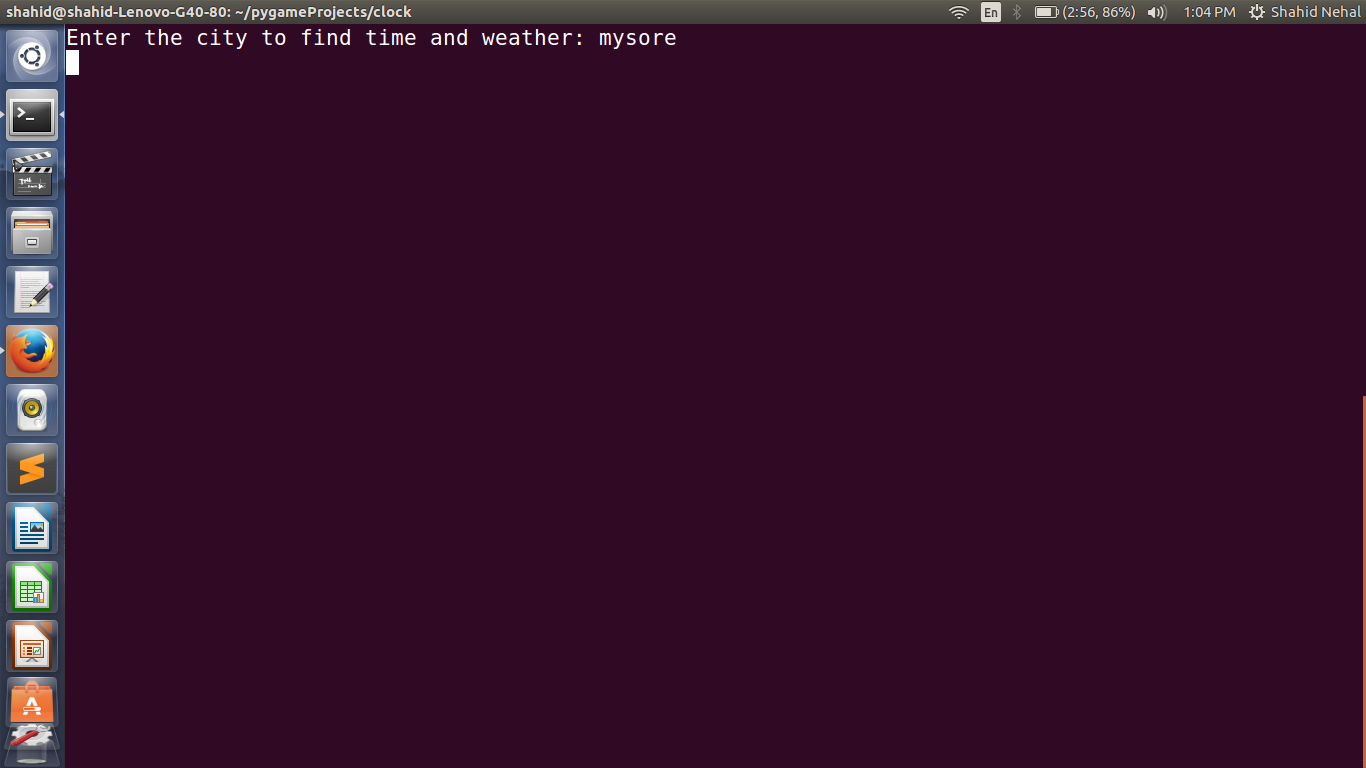 shahid@shahid-Lenovo-G40-80: ~/pygameProjects/clock
En
(2:56, 86%)
1:04 PM
Shahid Nehal
Enter the city to find time and weather: mysore